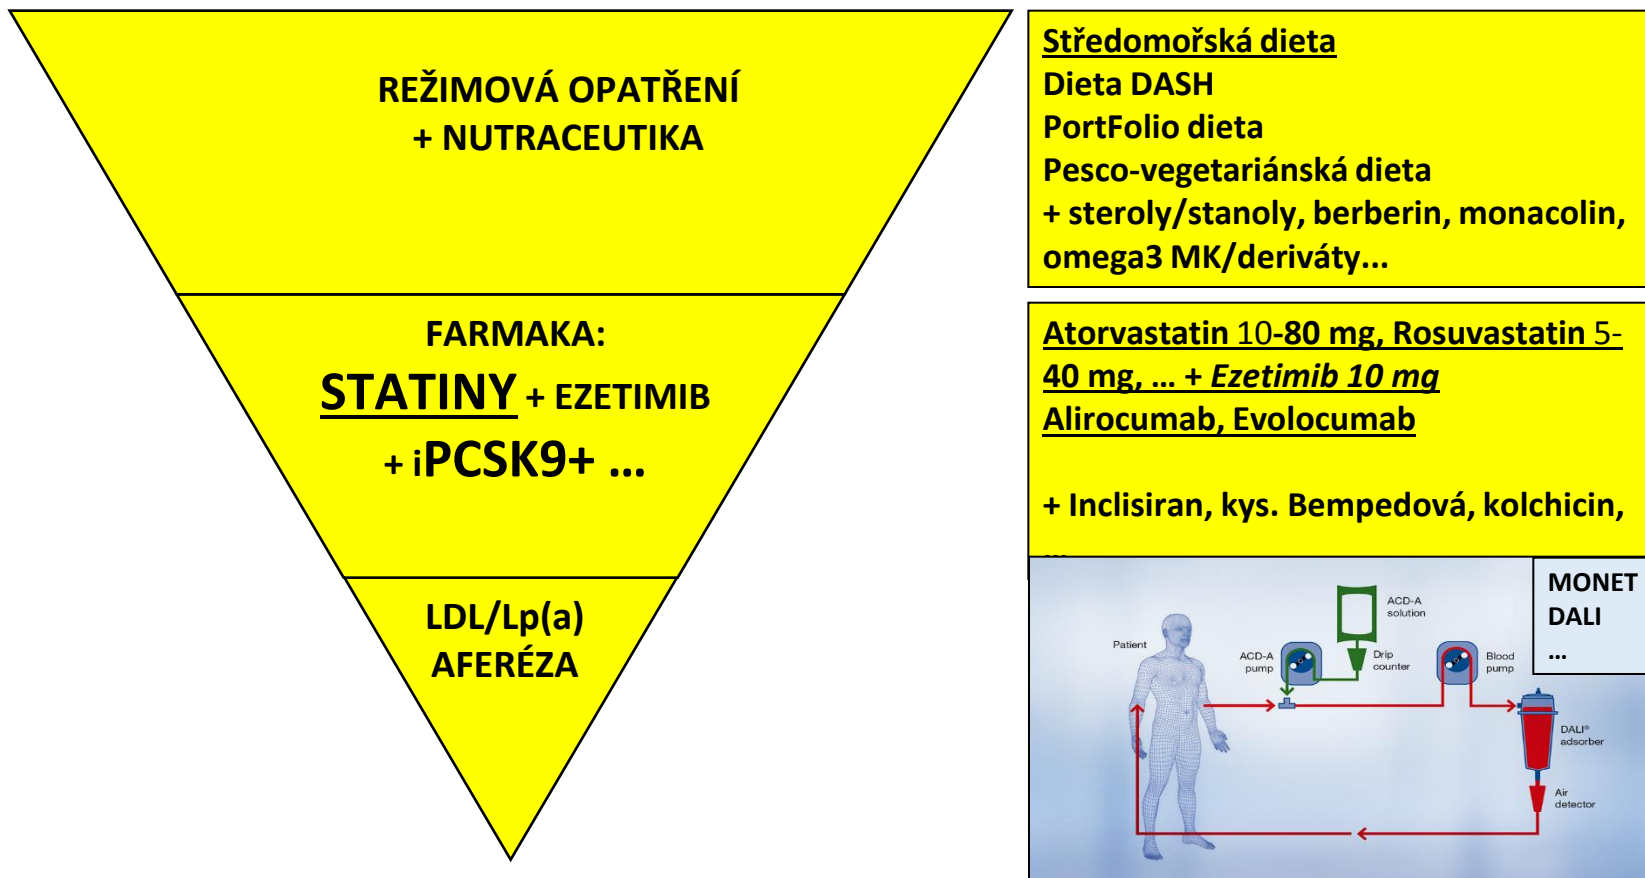 REŽIMOVÁ OPATŘENÍ
+ NUTRACEUTIKA
FARMAKA:
STATINY + EZETIMIB
+ iPCSK9+ ...
LDL/Lp(a)
AFERÉZA
Středomořská dieta
Dieta DASH
PortFolio dieta
Pesco-vegetariánská dieta
+ steroly/stanoly, berberin, monacolin,
omega3 MK/deriváty...
Atorvastatin 10-80 mg, Rosuvastatin 5-
40 mg, ... + Ezetimib 10 mg
Alirocumab, Evolocumab
+ Inclisiran, kys. Bempedová, kolchicin,
...
MONET
DALI
...
Patient
ACD-A
pump
ACD-A
solution
Drip
counter
Blood
pump
DALI®
adsorber
Air
detector